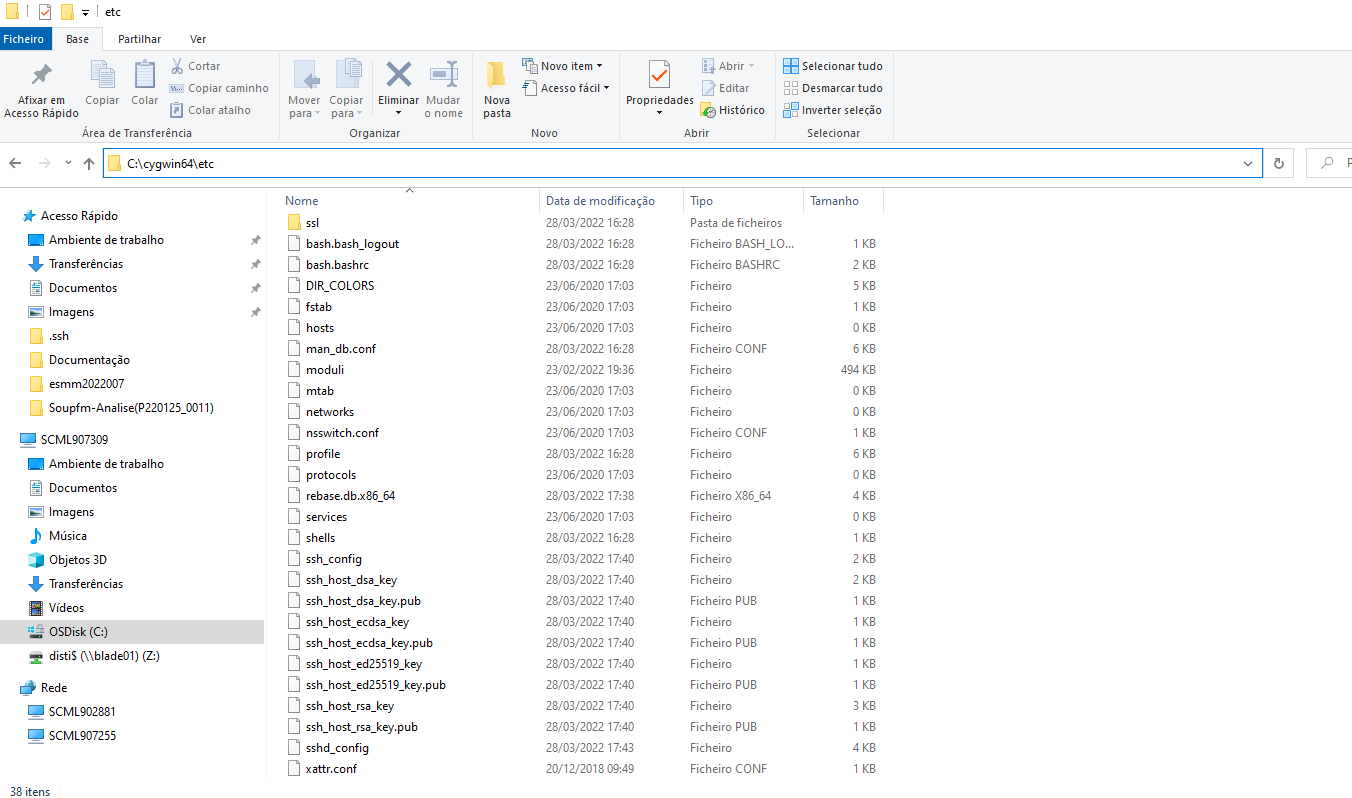 etc
Ficheiro Base Partilhar Ver
Afixar em Acesso Rápido
Copiar
Colar
Cortar
Copiar caminho
Colar atalho
Área de Transferência
Mover para
Copiar para
Eliminar
Mudar o nome
Organizar
Nova pasta
Novo item
Acesso fácil
Novo
Propriedades
Abrir
Editar
Histórico
Abrir
Selecionar tudo
Desmarcar tudo
Inverter seleção
Selecionar
C:\cygwin64\etc
P
Acesso Rápido
Ambiente de trabalho
Transferências
Documentos
Imagens
.ssh
Documentação
esmm2022007
Soupfm-Analise(P220125_0011)
SCML907309
Ambiente de trabalho
Documentos
Imagens
Música
Objetos 3D
Transferências
Vídeos
OSDisk (C:)
disti$ (\\blade01) (Z:)
Rede
SCML902881
SCML907255
Nome Data de modificação Tipo Tamanho
ssl 28/03/2022 16:28 Pasta de ficheiros
bash.bash_logout 28/03/2022 16:28 Ficheiro BASH_LO... 1 KB
bash.bashrc 28/03/2022 16:28 Ficheiro BASHRC 2 KB
DIR_COLORS 23/06/2020 17:03 Ficheiro 5 KB
fstab 23/06/2020 17:03 Ficheiro 1 KB
hosts 23/06/2020 17:03 Ficheiro 0 KB
man_db.conf 28/03/2022 16:28 Ficheiro CONF 6 KB
moduli 23/02/2022 19:36 Ficheiro 494 KB
mtab 23/06/2020 17:03 Ficheiro 0 KB
networks 23/06/2020 17:03 Ficheiro 0 KB
nsswitch.conf 23/06/2020 17:03 Ficheiro CONF 1 KB
profile 28/03/2022 16:28 Ficheiro 6 KB
protocols 23/06/2020 17:03 Ficheiro 0 KB
rebase.db.x86_64 28/03/2022 17:38 Ficheiro X86_64 4 KB
services 23/06/2020 17:03 Ficheiro 0 KB
shells 28/03/2022 16:28 Ficheiro 1 KB
ssh_config 28/03/2022 17:40 Ficheiro 2 KB
ssh_host_dsa_key 28/03/2022 17:40 Ficheiro 2 KB
ssh_host_dsa_key.pub 28/03/2022 17:40 Ficheiro PUB 1 KB
ssh_host_ecdsa_key 28/03/2022 17:40 Ficheiro 1 KB
ssh_host_ecdsa_key.pub 28/03/2022 17:40 Ficheiro PUB 1 KB
ssh_host_ed25519_key 28/03/2022 17:40 Ficheiro 1 KB
ssh_host_ed25519_key.pub 28/03/2022 17:40 Ficheiro PUB 1 KB
ssh_host_rsa_key 28/03/2022 17:40 Ficheiro 3 KB
ssh_host_rsa_key.pub 28/03/2022 17:40 Ficheiro PUB 1 KB
sshd_config 28/03/2022 17:43 Ficheiro 4 KB
xattr.conf 20/12/2018 09:49 Ficheiro CONF 1 KB
38 itens